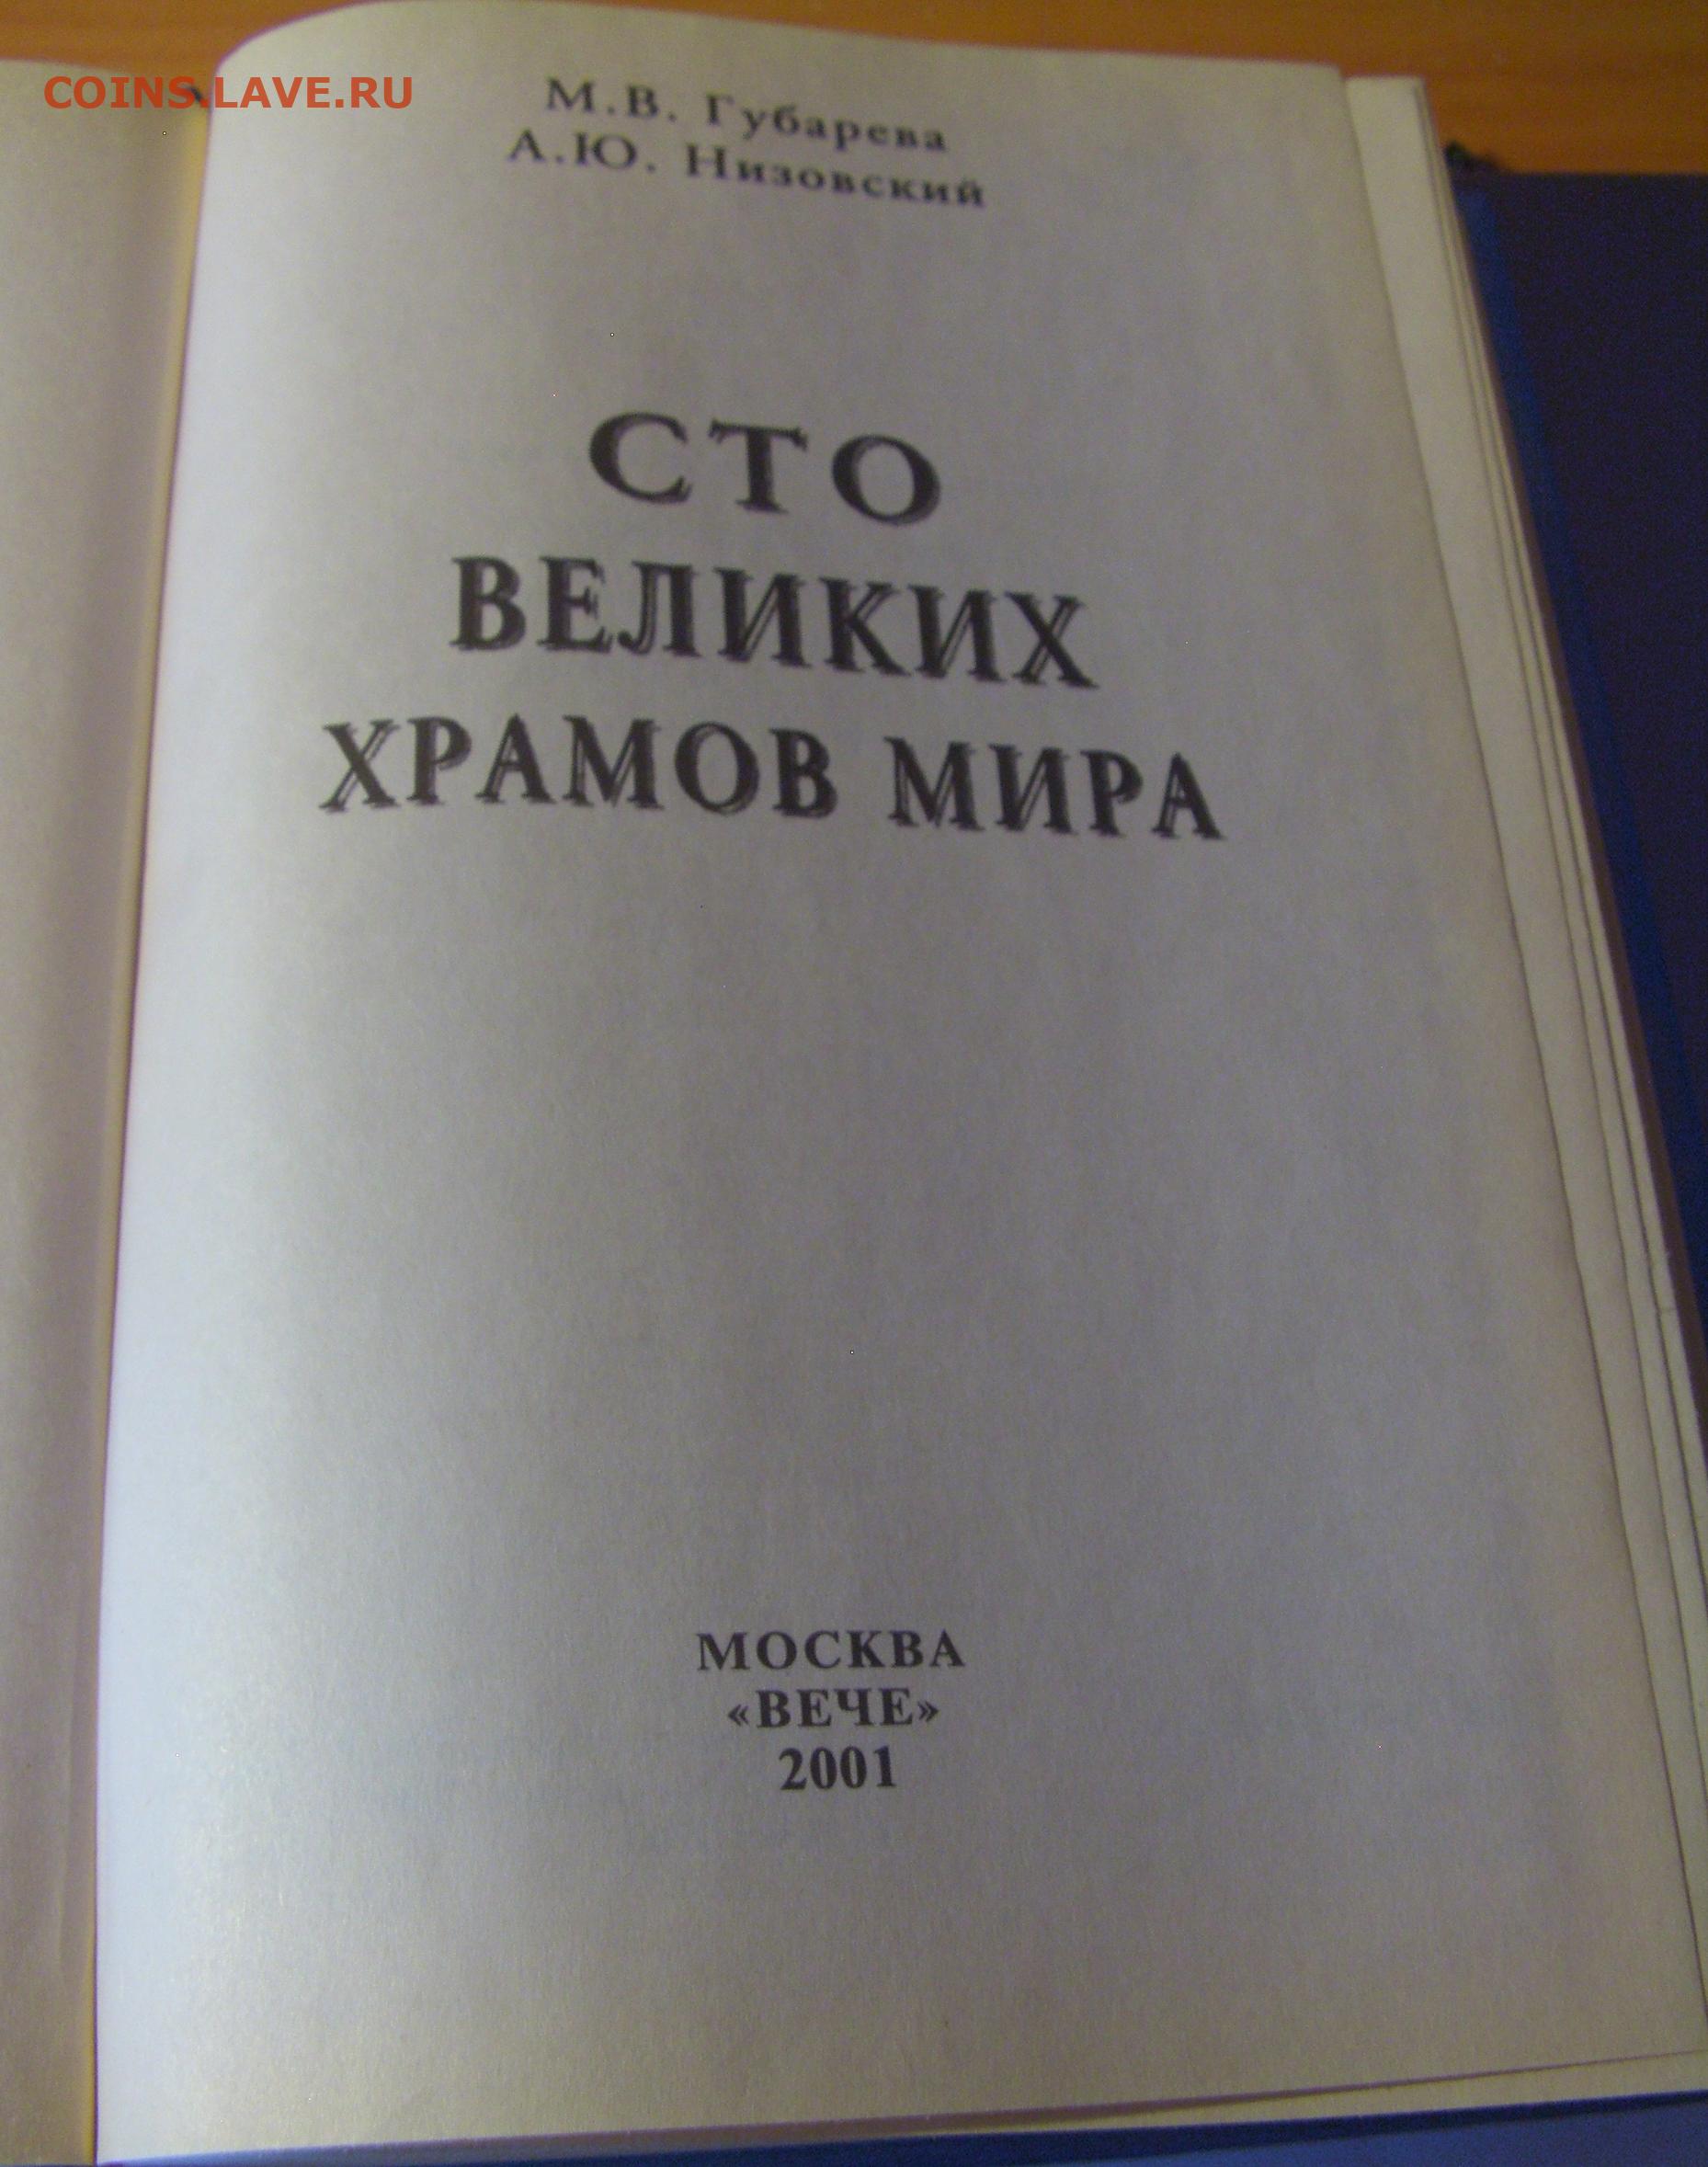 COINS.LAVE.RU
М.В. Губарева
А.Ю. Низовский
СТО
ВЕЛИКИХ
ХРАМОВ МИРА
МОСКВА
«ВЕЧЕ»
2001